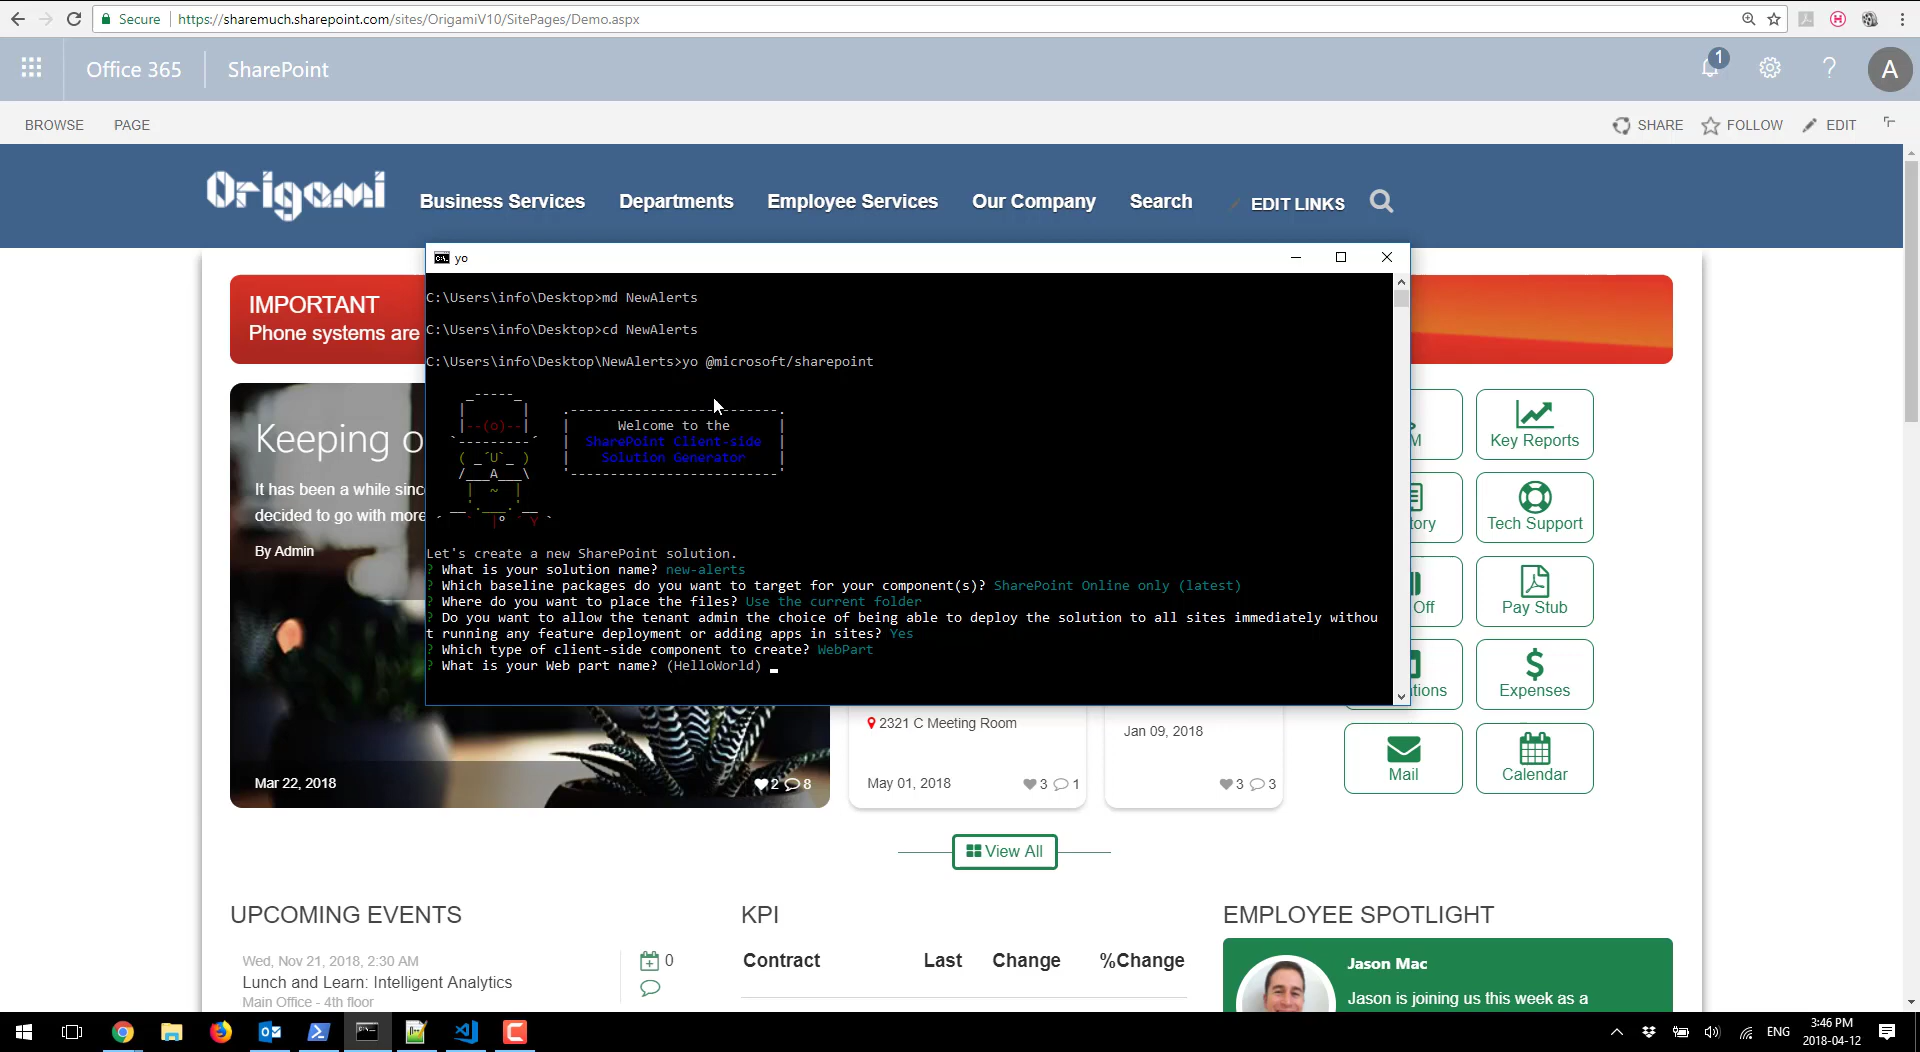 Secure
https://sharemuch.sharepoint.com/sites/OrigamiV10/SitePages/Demo.aspx
Office 365
SharePoint
1
?
A
BROWSE
PAGE
SHARE
FOLLOW
EDIT
Origami
Business Services
Departments
Employee Services
Our Company
Search
EDIT LINKS
yo
IMPORTANT
Phone systems are
C:\Users\info\Desktop>md NewAlerts
C:\Users\info\Desktop>cd NewAlerts
C:\Users\info\Desktop\NewAlerts>yo @microsoft/sharepoint
Welcome to the
SharePoint Client-side
Solution Generator
Let's create a new SharePoint solution.
? What is your solution name? new-alerts
? Which baseline packages do you want to target for your component(s)? SharePoint Online only (latest)
? Where do you want to place the files? Use the current folder
? Do you want to allow the tenant admin the choice of being able to deploy the solution to all sites immediately withou
t running any feature deployment or adding apps in sites? Yes
? Which type of client-side component to create? WebPart
? What is your Web part name? (HelloWorld)
Keeping o
It has been a while sinc
decided to go with more
By Admin
Mar 22, 2018
2
8
2321 C Meeting Room
May 01, 2018
3
1
Jan 09, 2018
3
3
M
Key Reports
tory
Tech Support
Off
Pay Stub
tions
Expenses
Mail
Calendar
View All
UPCOMING EVENTS
Wed, Nov 21, 2018, 2:30 AM
Lunch and Learn: Intelligent Analytics
Main Office - 4th floor
0
KPI
Contract
Last
Change
%Change
EMPLOYEE SPOTLIGHT
Jason Mac
Jason is joining us this week as a
ENG
3:46 PM
2018-04-12